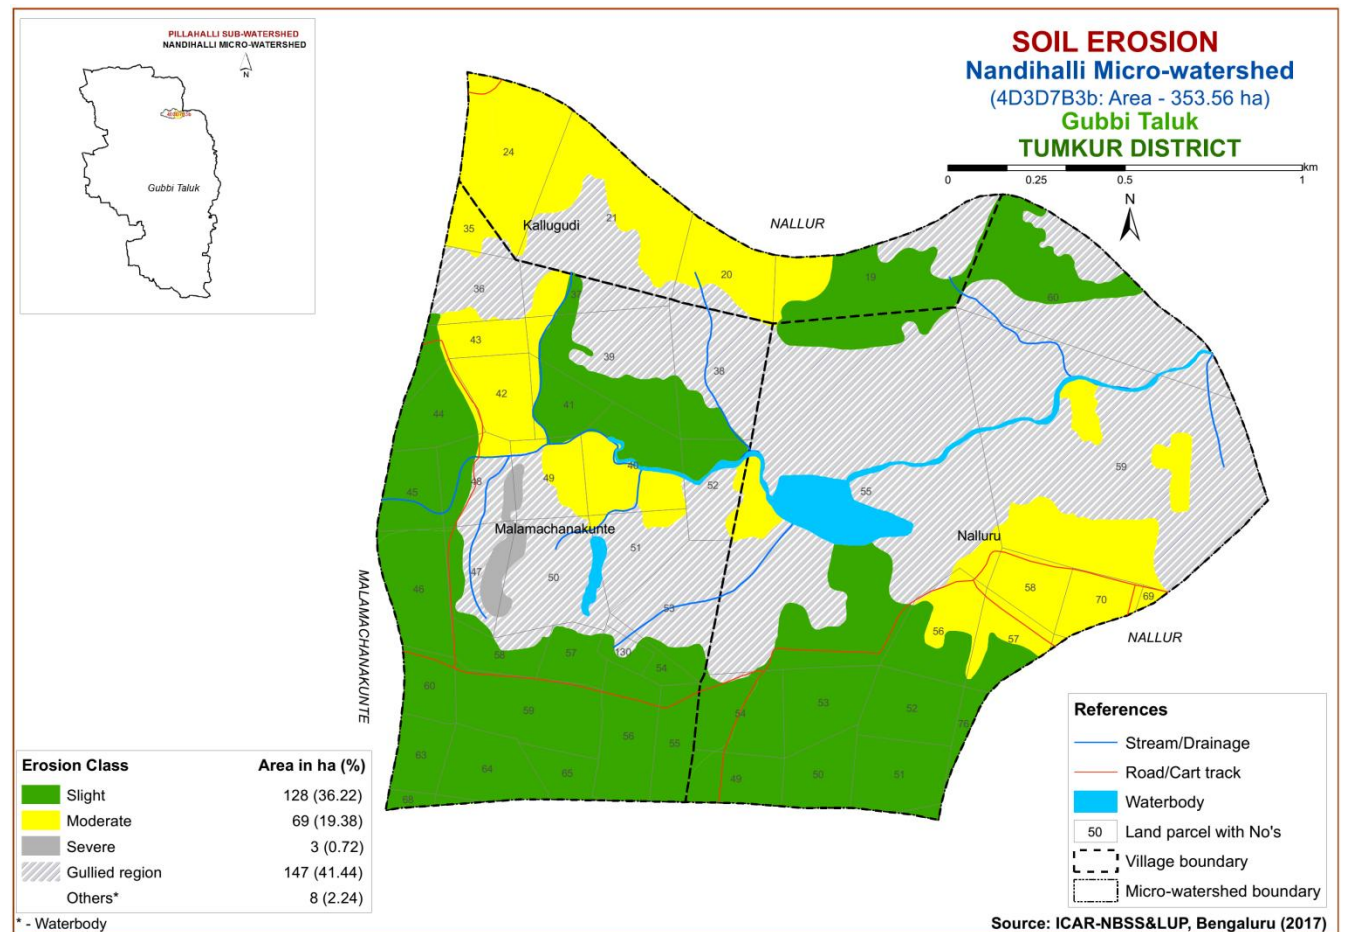 PILLAHALLI SUB-WATERSHED
NANDIHALLI MICRO-WATERSHED
N
4D3D7B3b
Gubbi Taluk
SOIL EROSION
Nandihalli Micro-watershed
(4D3D7B3b: Area - 353.56 ha)
Gubbi Taluk
TUMKUR DISTRICT
km
0 0.25 0.5 1
N
24
NALLUR
35
Kallugudi
21
20
19
36
37
60
43
39
38
42
41
44
48
49
40
52
59
45
55
Malamachanakunte
51
Nalluru
47
50
46
53
58
70
69
MALAMACHANAKUNTE
56
57
NALLUR
58
57
130
54
60
59
54
53
52
76
56
55
63
64
65
49
50
51
68
Erosion Class Area in ha (%)
Slight 128 (36.22)
Moderate 69 (19.38)
Severe 3 (0.72)
Gullied region 147 (41.44)
Others* 8 (2.24)
* - Waterbody
References
Stream/Drainage
Road/Cart track
Waterbody
50 Land parcel with No's
Village boundary
Micro-watershed boundary
Source: ICAR-NBSS&LUP, Bengaluru (2017)